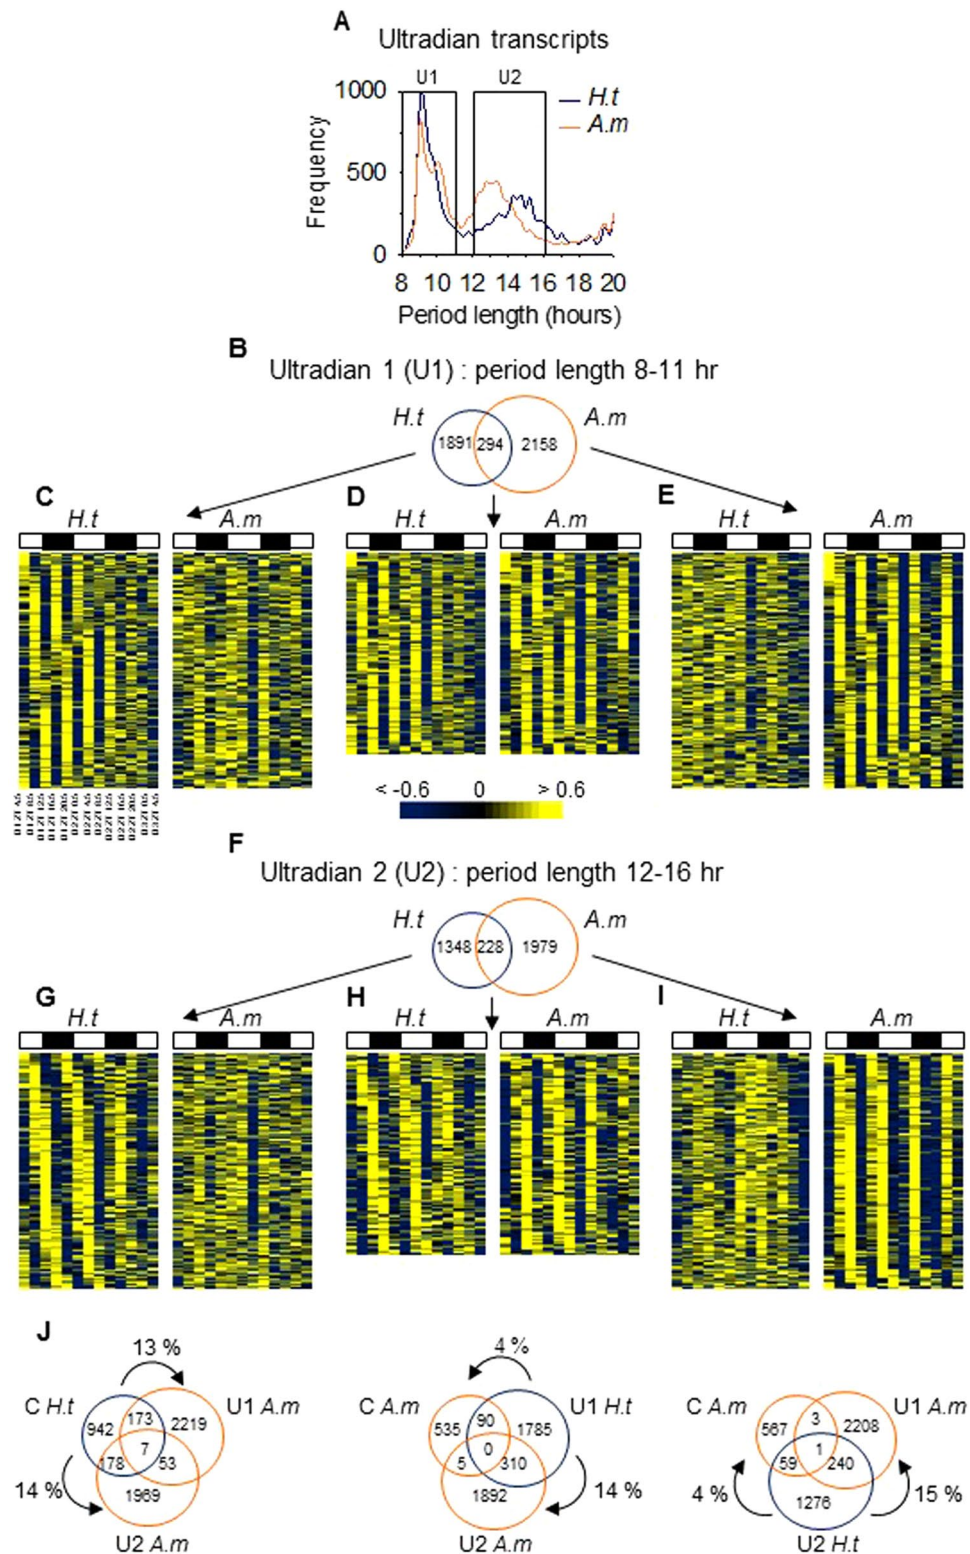 A
Ultradian transcripts
U1 U2
1000
500
0
Frequency
H.t
A.m
8 10 12 14 16 18 20
Period length (hours)
B
Ultradian 1 (U1) : period length 8-11 hr
H.t A.m
1891 294 2158
C D E
H.t A.m H.t A.m H.t A.m
< -0.6 0 > 0.6
F
Ultradian 2 (U2) : period length 12-16 hr
H.t A.m
1348 228 1979
G H I
H.t A.m H.t A.m H.t A.m
J
13 %
C H.t U1 A.m
942 173 2219
7
178 53
14 %
1969
U2 A.m
4 %
C A.m U1 H.t
535 90 1785
0
5 310
14 %
1892
U2 A.m
C A.m U1 A.m
567 3 2208
1
59 240
4 % 15 %
1276
U2 H.t